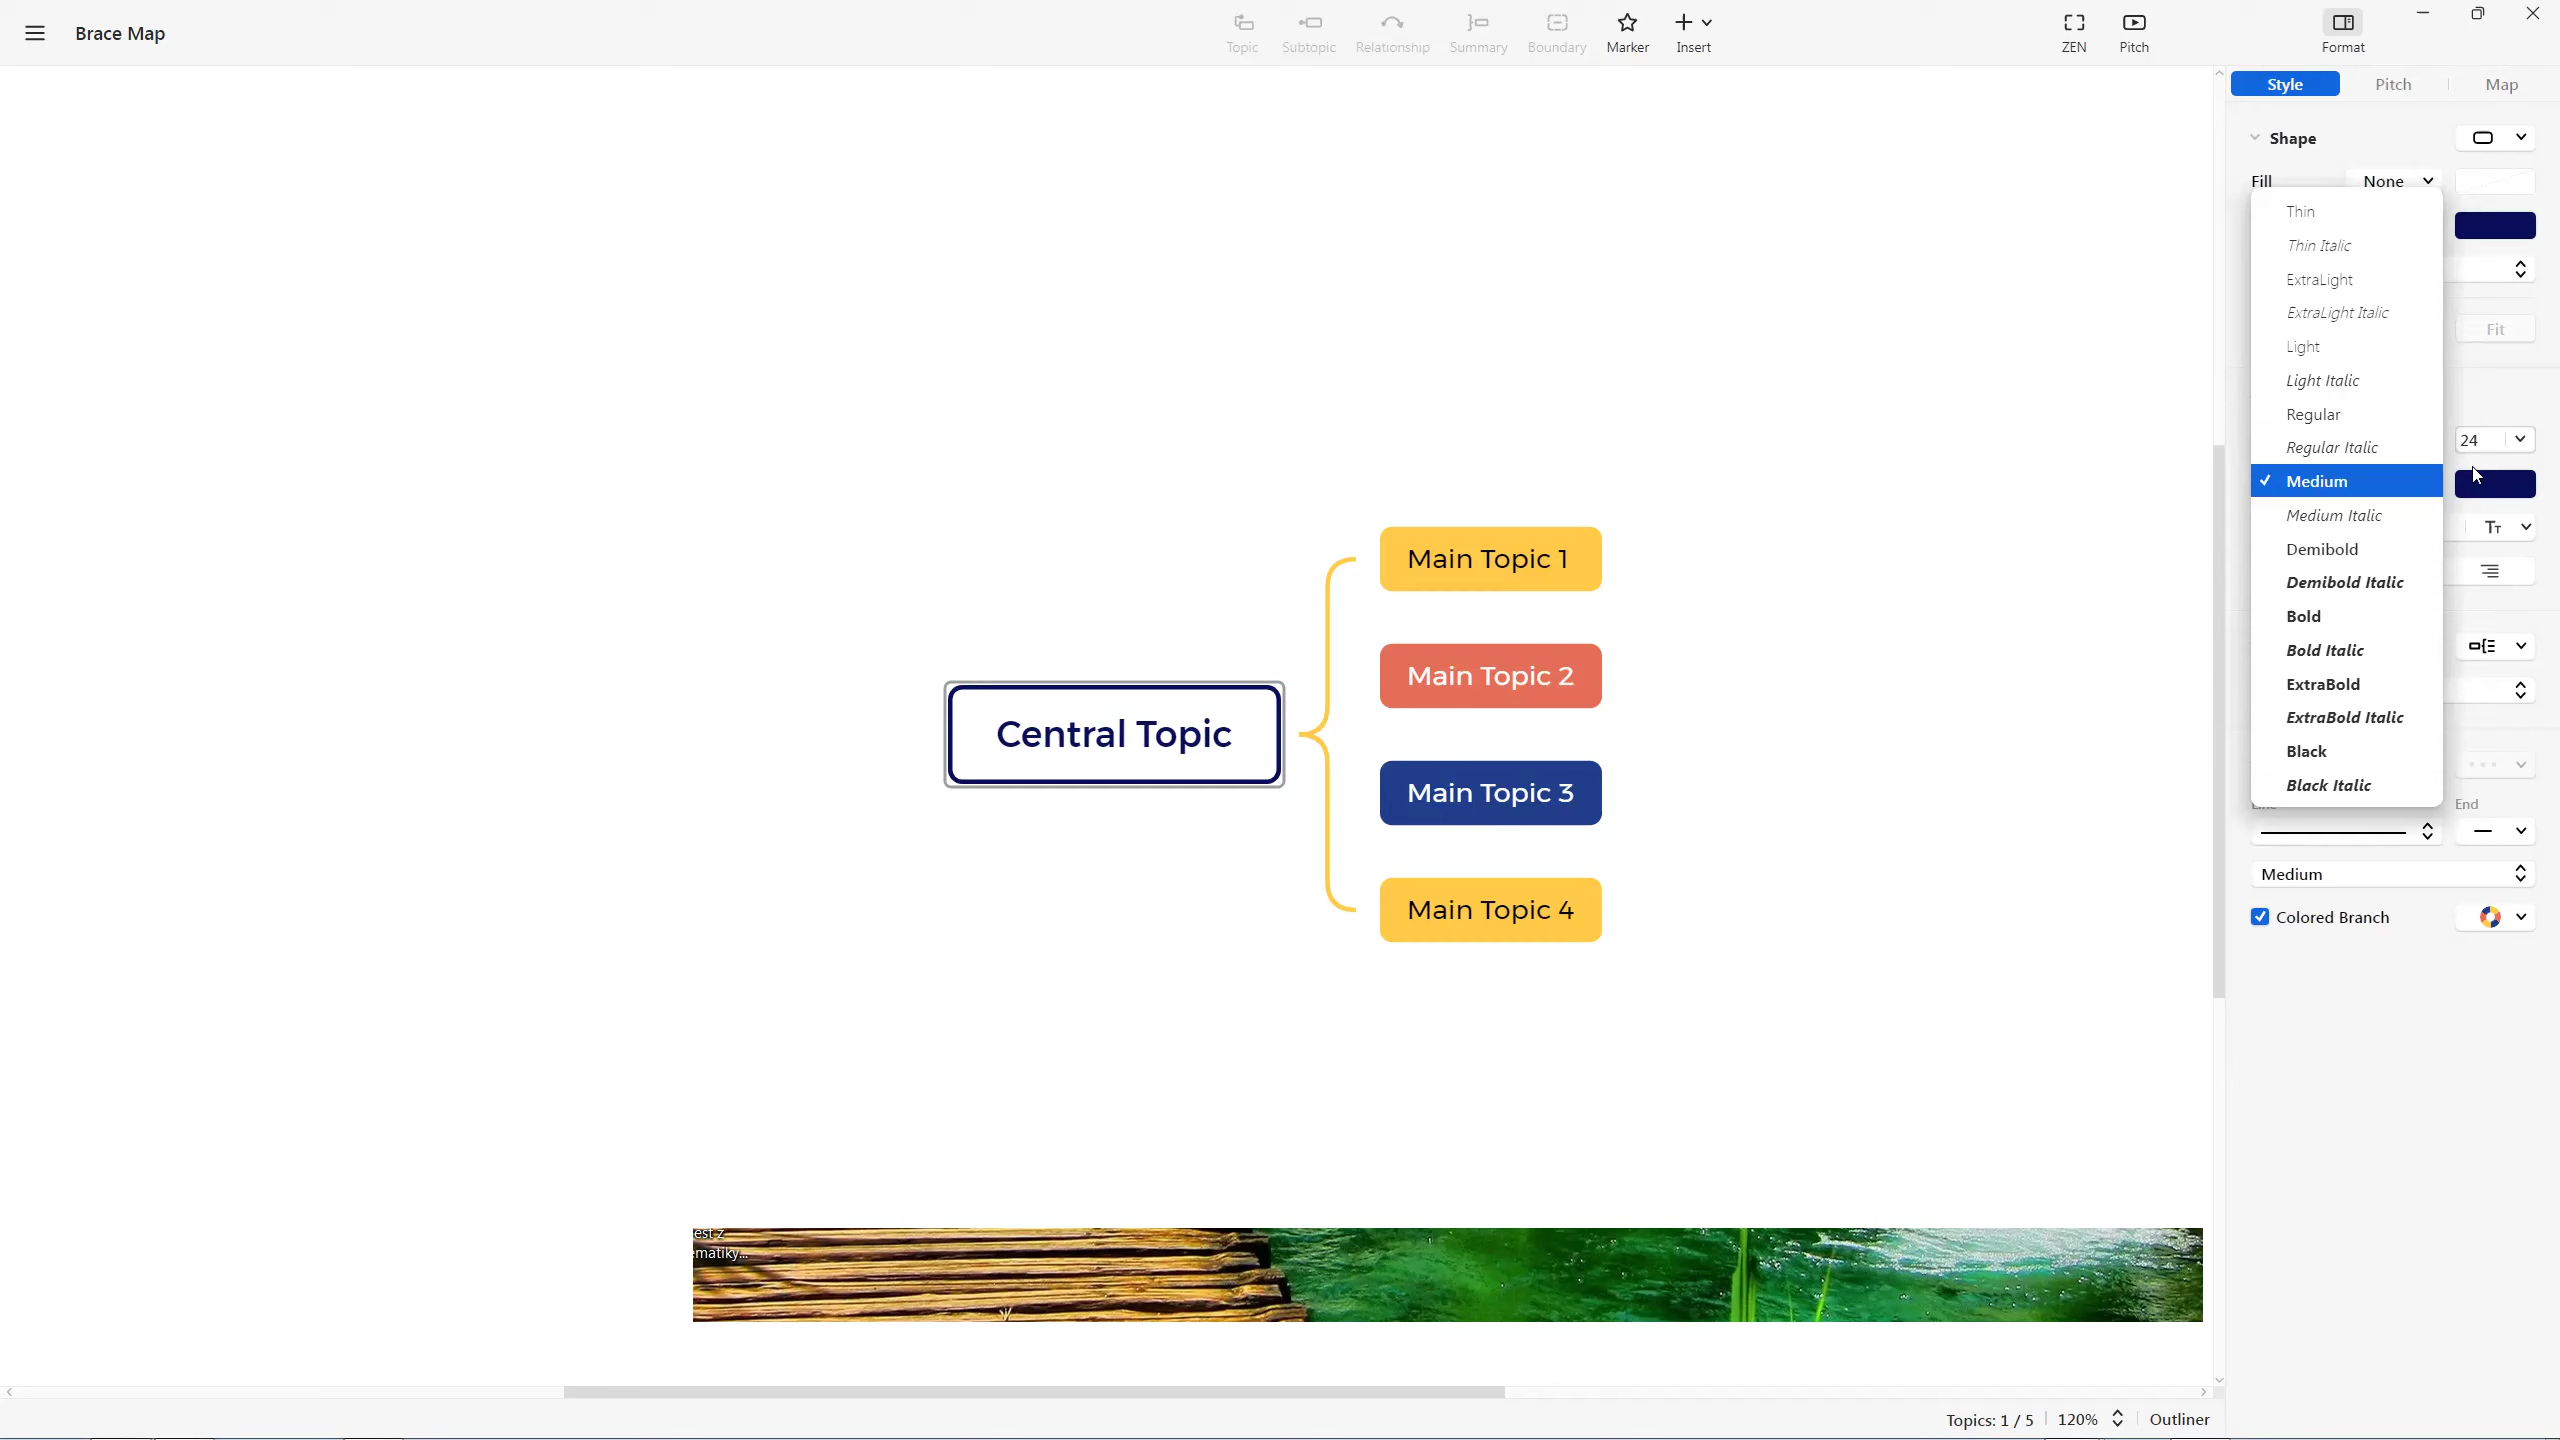 Brace Map
Topic
Subtopic
Relationship
Summary
Boundary
Marker
Insert
ZEN
Pitch
Format
Style
Pitch
Map
Shape
Fill
None
Thin
Thin Italic
ExtraLight
ExtraLight Italic
Fit
Light
Light Italic
Regular
24
Regular Italic
Medium
Medium Italic
Tт
Demibold
Demibold Italic
Bold
Bold Italic
ExtraBold
ExtraBold Italic
Black
Black Italic
End
Medium
Colored Branch
Central Topic
Main Topic 1
Main Topic 2
Main Topic 3
Main Topic 4
est z
ematiky...
Topics: 1 / 5
120%
Outliner